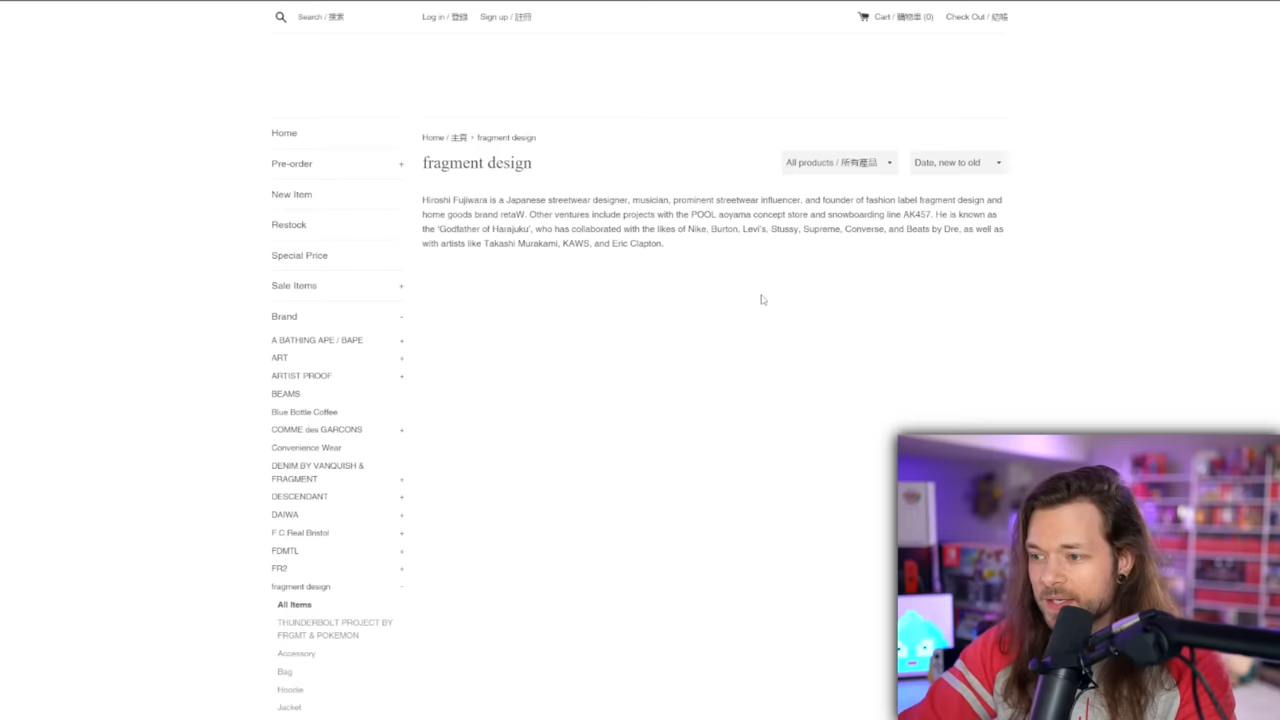 Search / 搜索
Log in / 登錄
Sign up / 註冊
Cart / 購物車 (0)
Check Out / 結帳
Home
Pre-order +
New Item
Restock
Special Price
Sale Items +
Brand -
A BATHING APE / BAPE +
ART +
ARTIST PROOF +
BEAMS
Blue Bottle Coffee
COMME des GARCONS +
Convenience Wear
DENIM BY VANQUISH &
FRAGMENT +
DESCENDANT +
DAIWA +
F.C.Real Bristol +
FDMTL +
FR2 +
fragment design -
All Items
THUNDERBOLT PROJECT BY
FRGMT & POKEMON
Accessory
Bag
Hoodie
Jacket
Home / 主頁 › fragment design
fragment design
All products / 所有產品
Date, new to old
Hiroshi Fujiwara is a Japanese streetwear designer, musician, prominent streetwear influencer, and founder of fashion label fragment design and
home goods brand retaW. Other ventures include projects with the POOL aoyama concept store and snowboarding line AK457. He is known as
the 'Godfather of Harajuku', who has collaborated with the likes of Nike, Burton, Levi's, Stussy, Supreme, Converse, and Beats by Dre, as well as
with artists like Takashi Murakami, KAWS, and Eric Clapton.